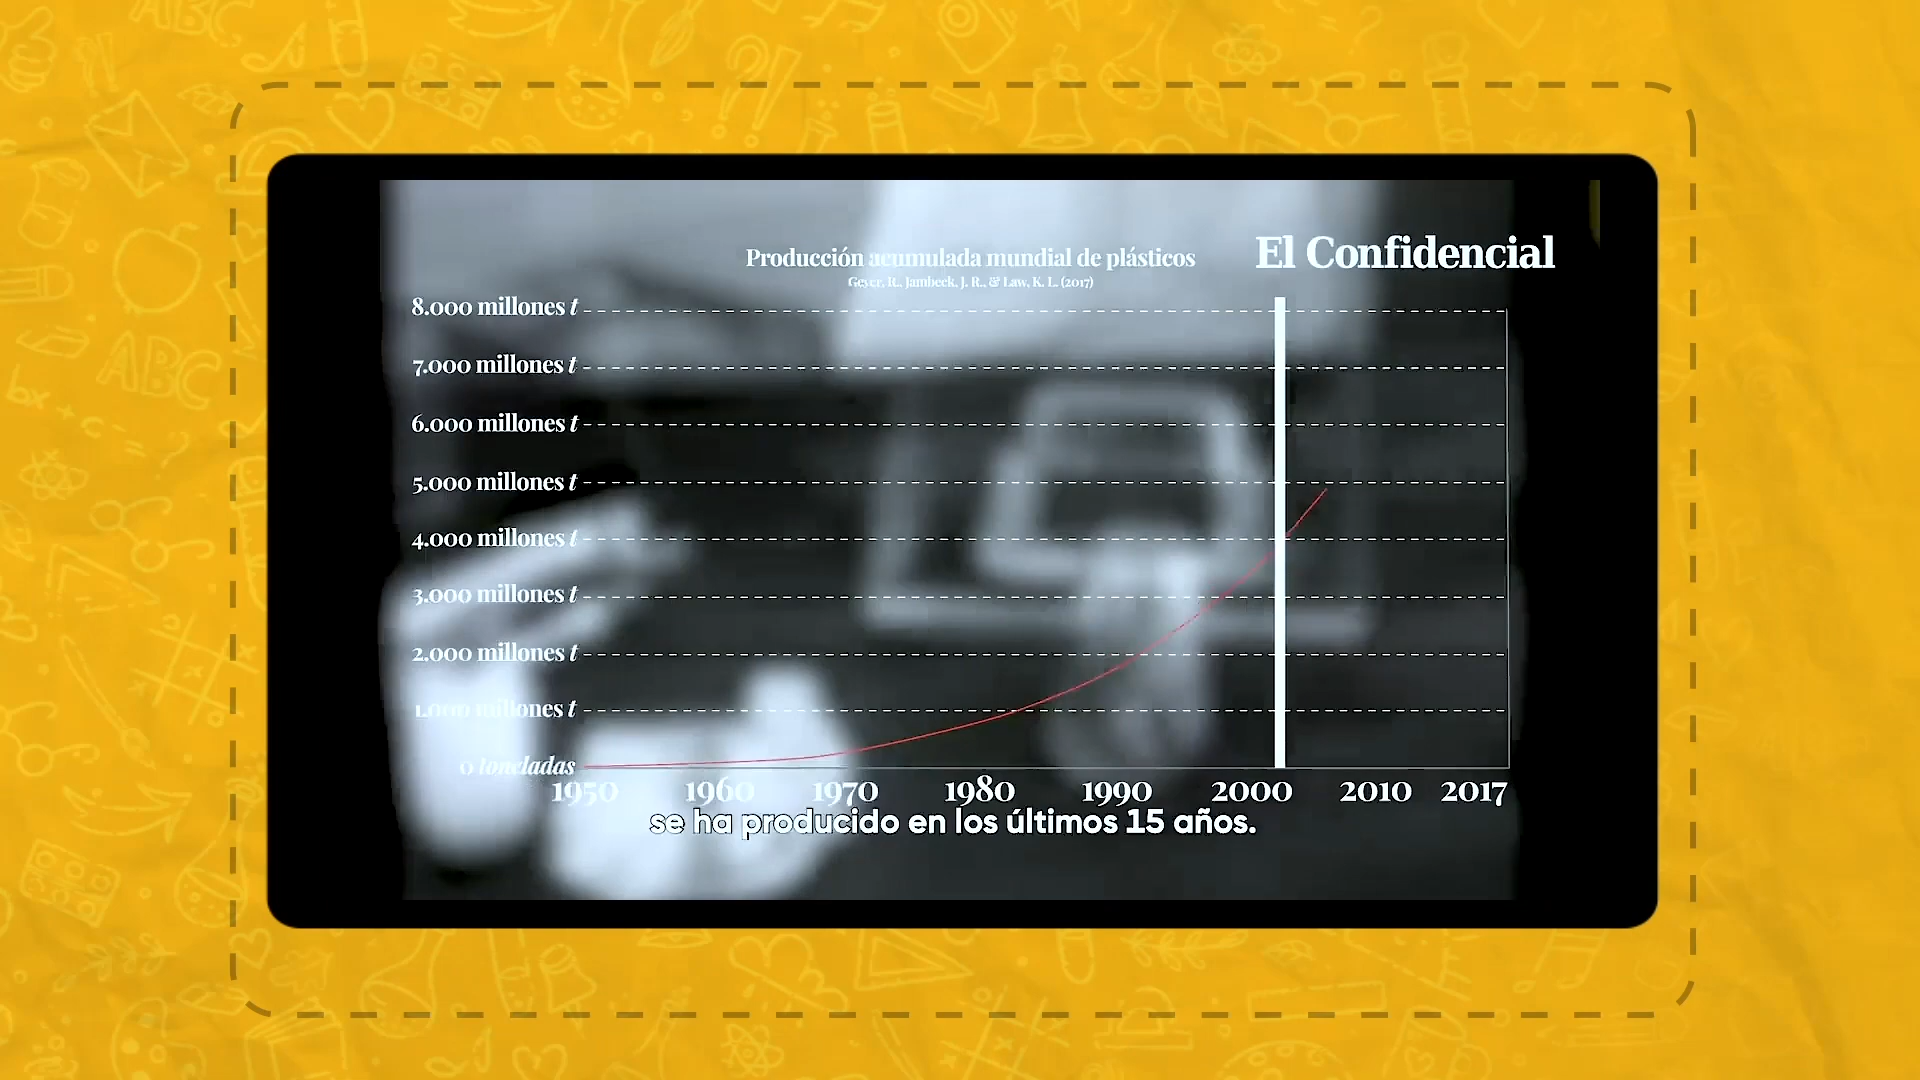 Producción acumulada mundial de plásticos
El Confidencial
Geyer, R., Jambeck, J. R., & Law, K. L. (2017)
8.000 millones t
7.000 millones t
6.000 millones t
5.000 millones t
4.000 millones t
3.000 millones t
2.000 millones t
1.000 millones t
0 toneladas
1950 1960 1970 1980 1990 2000 2010 2017
se ha producido en los últimos 15 años.
ABC
ABC